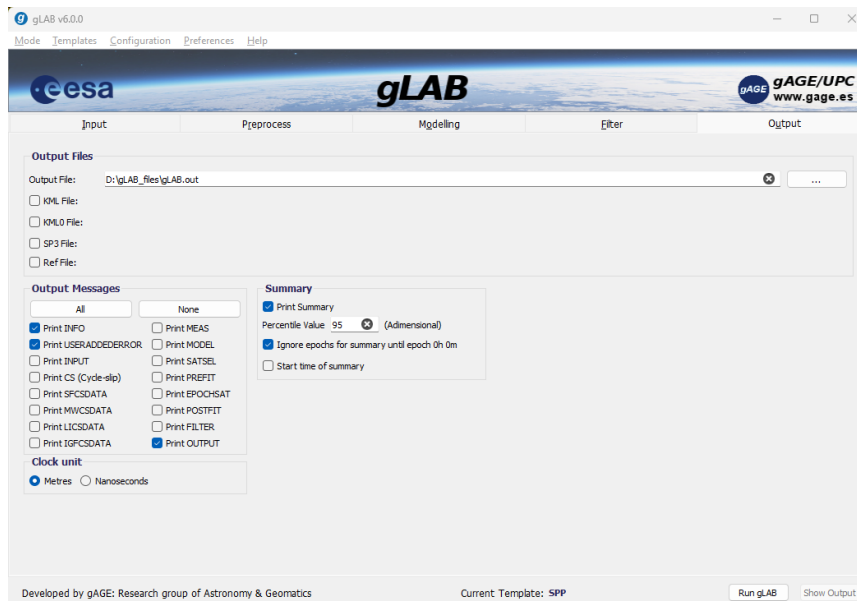 gLAB v6.0.0
Mode Templates Configuration Preferences Help
esa
gLAB
gAGE
gAGE/UPC
www.gage.es
Input Preprocess Modelling Filter Output
Output Files
Output File: D:\gLAB_files\gLAB.out ...
KML File:
KML0 File:
SP3 File:
Ref File:
Output Messages
All None
Print INFO Print MEAS
Print USERADDEDERROR Print MODEL
Print INPUT Print SATSEL
Print CS (Cycle-slip) Print PREFIT
Print SFCSDATA Print EPOCHSAT
Print MWCSDATA Print POSTFIT
Print LICSDATA Print FILTER
Print IGFCSDATA Print OUTPUT
Clock unit
Metres Nanoseconds
Summary
Print Summary
Percentile Value 95 (Adimensional)
Ignore epochs for summary until epoch 0h 0m
Start time of summary
Developed by gAGE: Research group of Astronomy & Geomatics Current Template: SPP Run gLAB Show Output